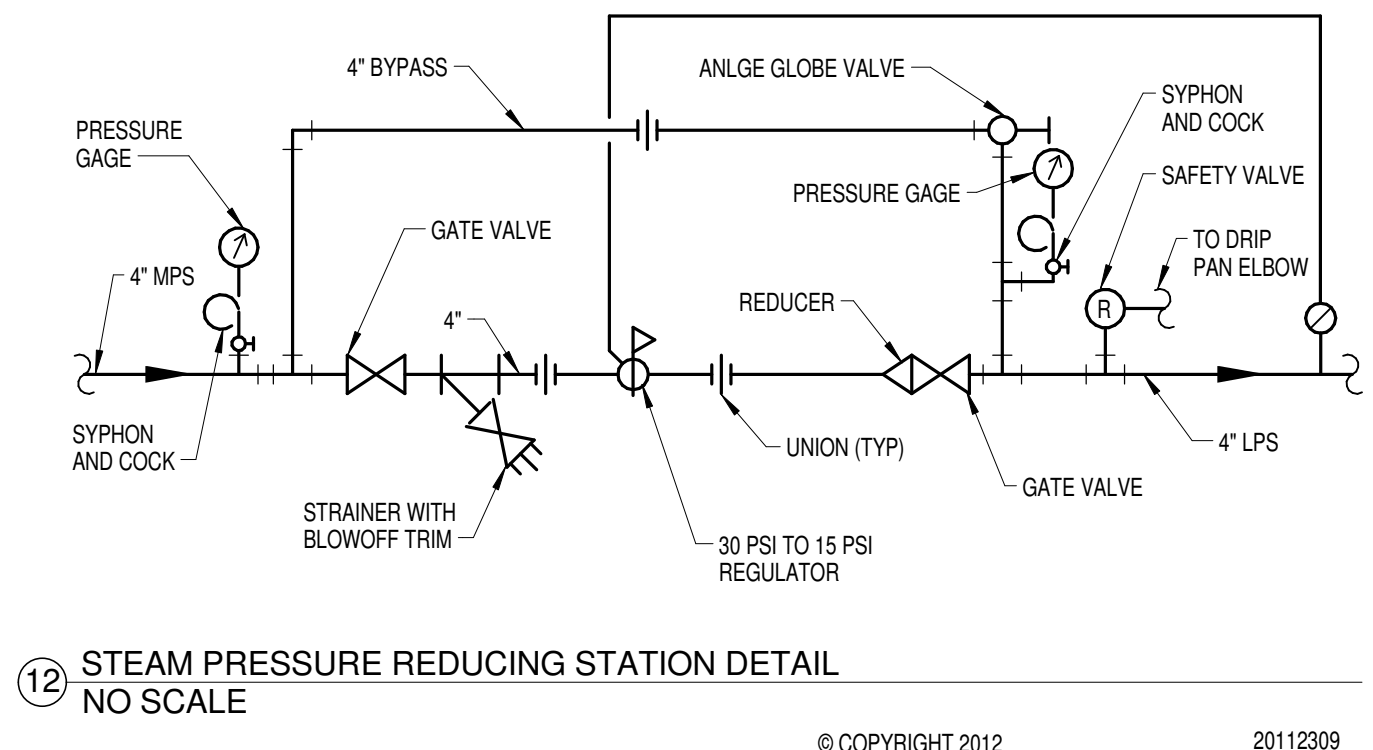 4" BYPASS
ANLGE GLOBE VALVE
SYPHON
AND COCK
PRESSURE
GAGE
PRESSURE GAGE
SAFETY VALVE
GATE VALVE
TO DRIP
PAN ELBOW
4" MPS
REDUCER
R
4"
SYPHON
AND COCK
UNION (TYP)
4" LPS
GATE VALVE
STRAINER WITH
BLOWOFF TRIM
30 PSI TO 15 PSI
REGULATOR
12
STEAM PRESSURE REDUCING STATION DETAIL
NO SCALE
© COPYRIGHT 2012
20112309